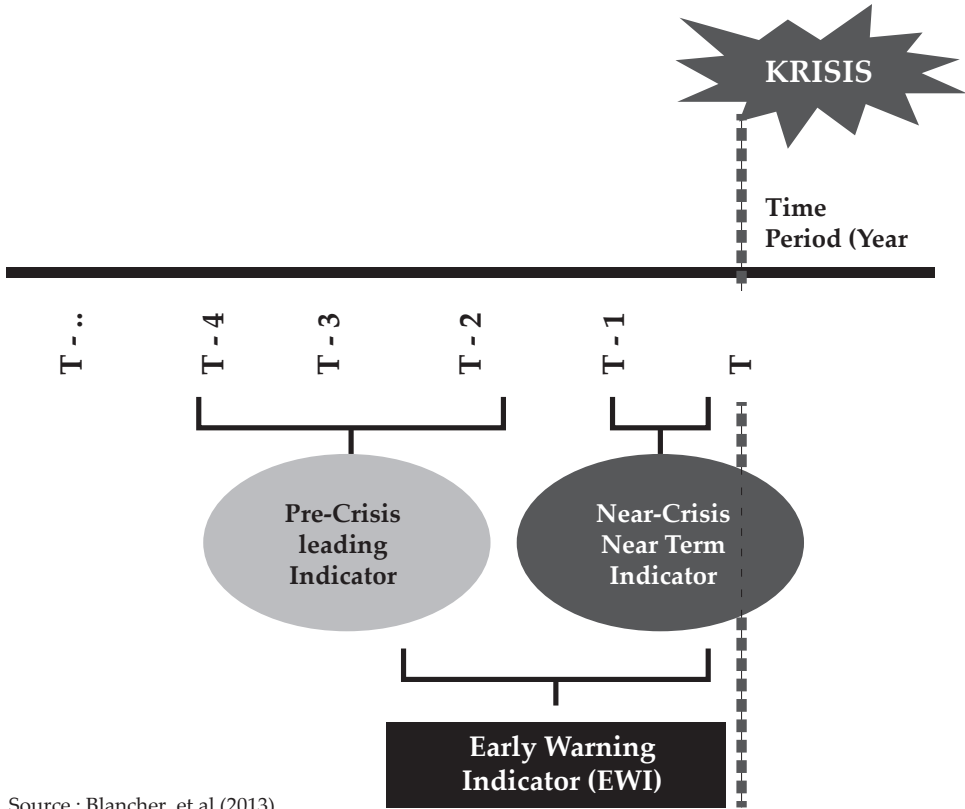 KRISIS
Time
Period (Year
T - ..
T - 4
T - 3
T - 2
T - 1
T
Pre-Crisis
leading
Indicator
Near-Crisis
Near Term
Indicator
Early Warning
Indicator (EWI)
Source : Blancher, et al (2013)